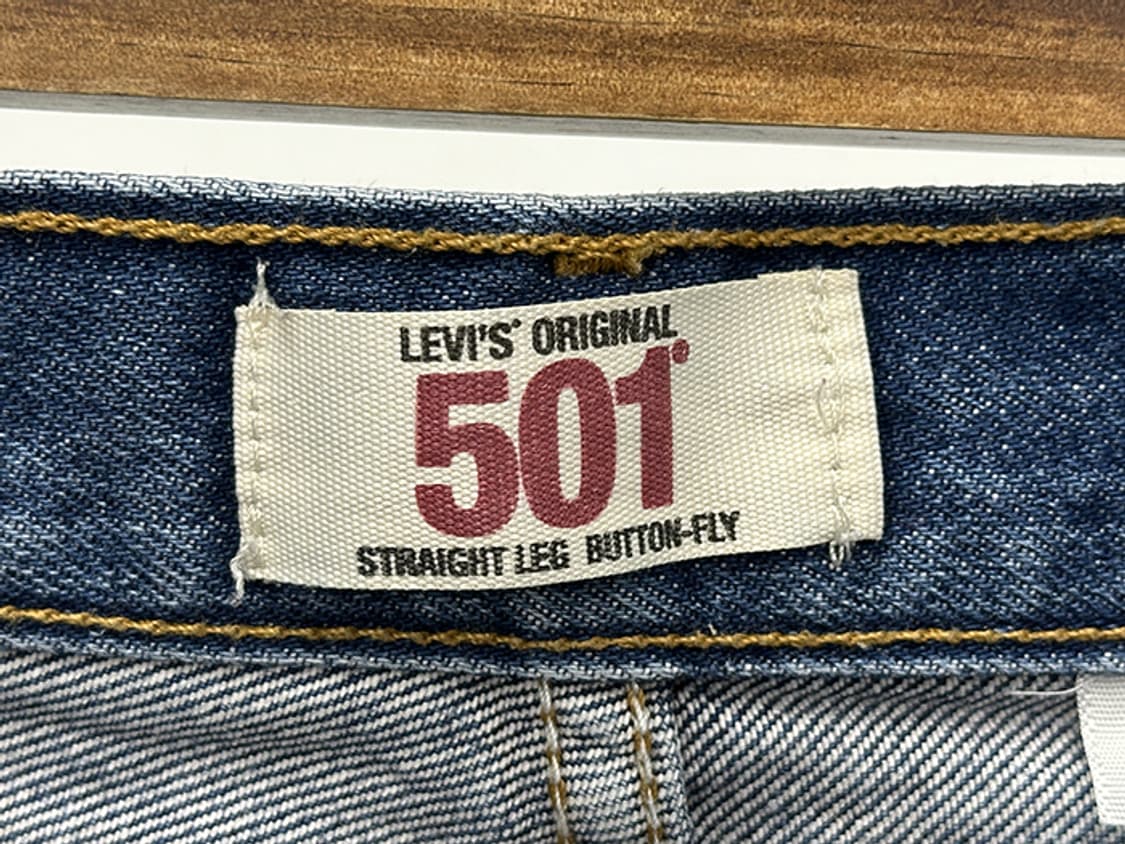 LEVI'S® ORIGINAL
501®
STRAIGHT LEG BUTTON-FLY